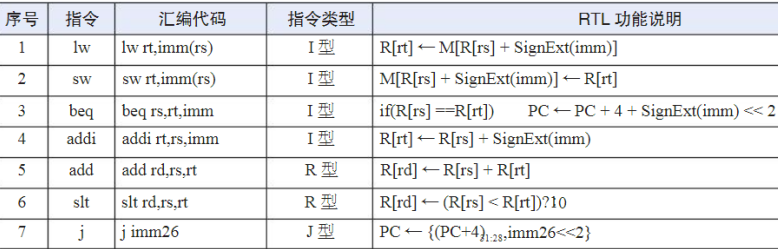 序号 指令 汇编代码 指令类型 RTL 功能说明
1 lw lw rt,imm(rs) I 型 R[rt] ← M[R[rs] + SignExt(imm)]
2 sw sw rt,imm(rs) I 型 M[R[rs] + SignExt(imm)] ← R[rt]
3 beq beq rs,rt,imm I 型 if(R[rs] ==R[rt]) PC ← PC + 4 + SignExt(imm) << 2
4 addi addi rt,rs,imm I 型 R[rt] ← R[rs] + SignExt(imm)
5 add add rd,rs,rt R 型 R[rd] ← R[rs] + R[rt]
6 slt slt rd,rs,rt R 型 R[rd] ← (R[rs] < R[rt])?10
7 j j imm26 J 型 PC ← {(PC+4)31:28,imm26<<2}